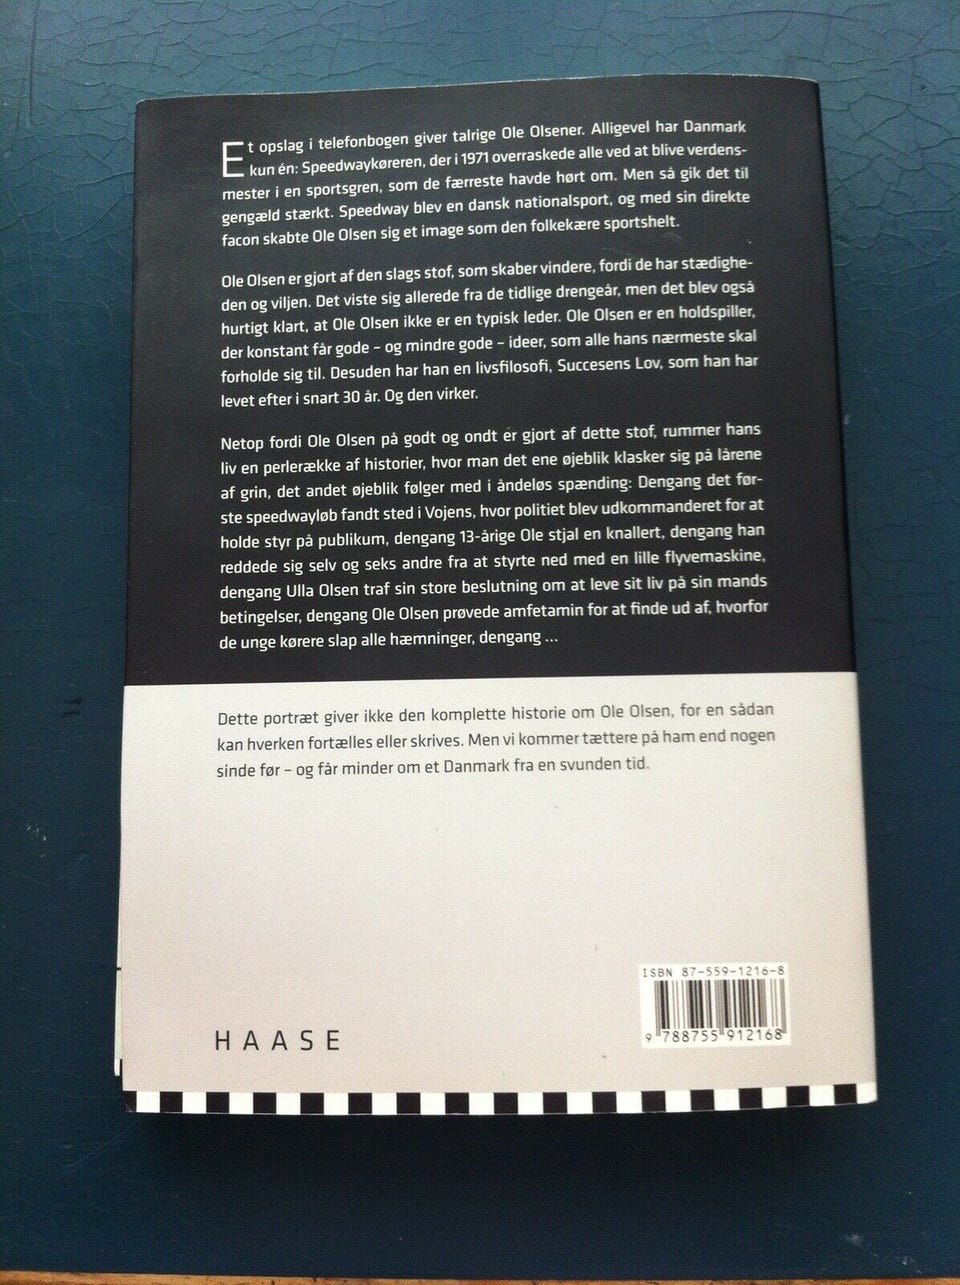 Et opslag i telefonbogen giver talrige Ole Olsener. Alligevel har Danmark
kun én: Speedwaykøreren, der i 1971 overraskede alle ved at blive verdens-
mester i en sportsgren, som de færreste havde hørt om. Men så gik det til
gengæld stærkt. Speedway blev en dansk nationalsport, og med sin direkte
facon skabte Ole Olsen sig et image som den folkekære sportshelt.
Ole Olsen er gjort af den slags stof, som skaber vindere, fordi de har stædighe-
den og viljen. Det viste sig allerede fra de tidlige drengeår, men det blev også
hurtigt klart, at Ole Olsen ikke er en typisk leder. Ole Olsen er en holdspiller,
der konstant får gode – og mindre gode – ideer, som alle hans nærmeste skal
forholde sig til. Desuden har han en livsfilosofi, Succesens Lov, som han har
levet efter i snart 30 år. Og den virker.
Netop fordi Ole Olsen på godt og ondt er gjort af dette stof, rummer hans
liv en perlerække af historier, hvor man det ene øjeblik klasker sig på lårene
af grin, det andet øjeblik følger med i åndeløs spænding: Dengang det før-
ste speedwayløb fandt sted i Vojens, hvor politiet blev udkommanderet for at
holde styr på publikum, dengang 13-årige Ole stjal en knallert, dengang han
reddede sig selv og seks andre fra at styrte ned med en lille flyvemaskine,
dengang Ulla Olsen traf sin store beslutning om at leve sit liv på sin mands
betingelser, dengang Ole Olsen prøvede amfetamin for at finde ud af, hvorfor
de unge kørere slap alle hæmninger, dengang ...
Dette portræt giver ikke den komplette historie om Ole Olsen, for en sådan
kan hverken fortælles eller skrives. Men vi kommer tættere på ham end nogen
sinde før – og får minder om et Danmark fra en svunden tid.
ISBN 87-559-1216-8
9 788755 912168
HAASE